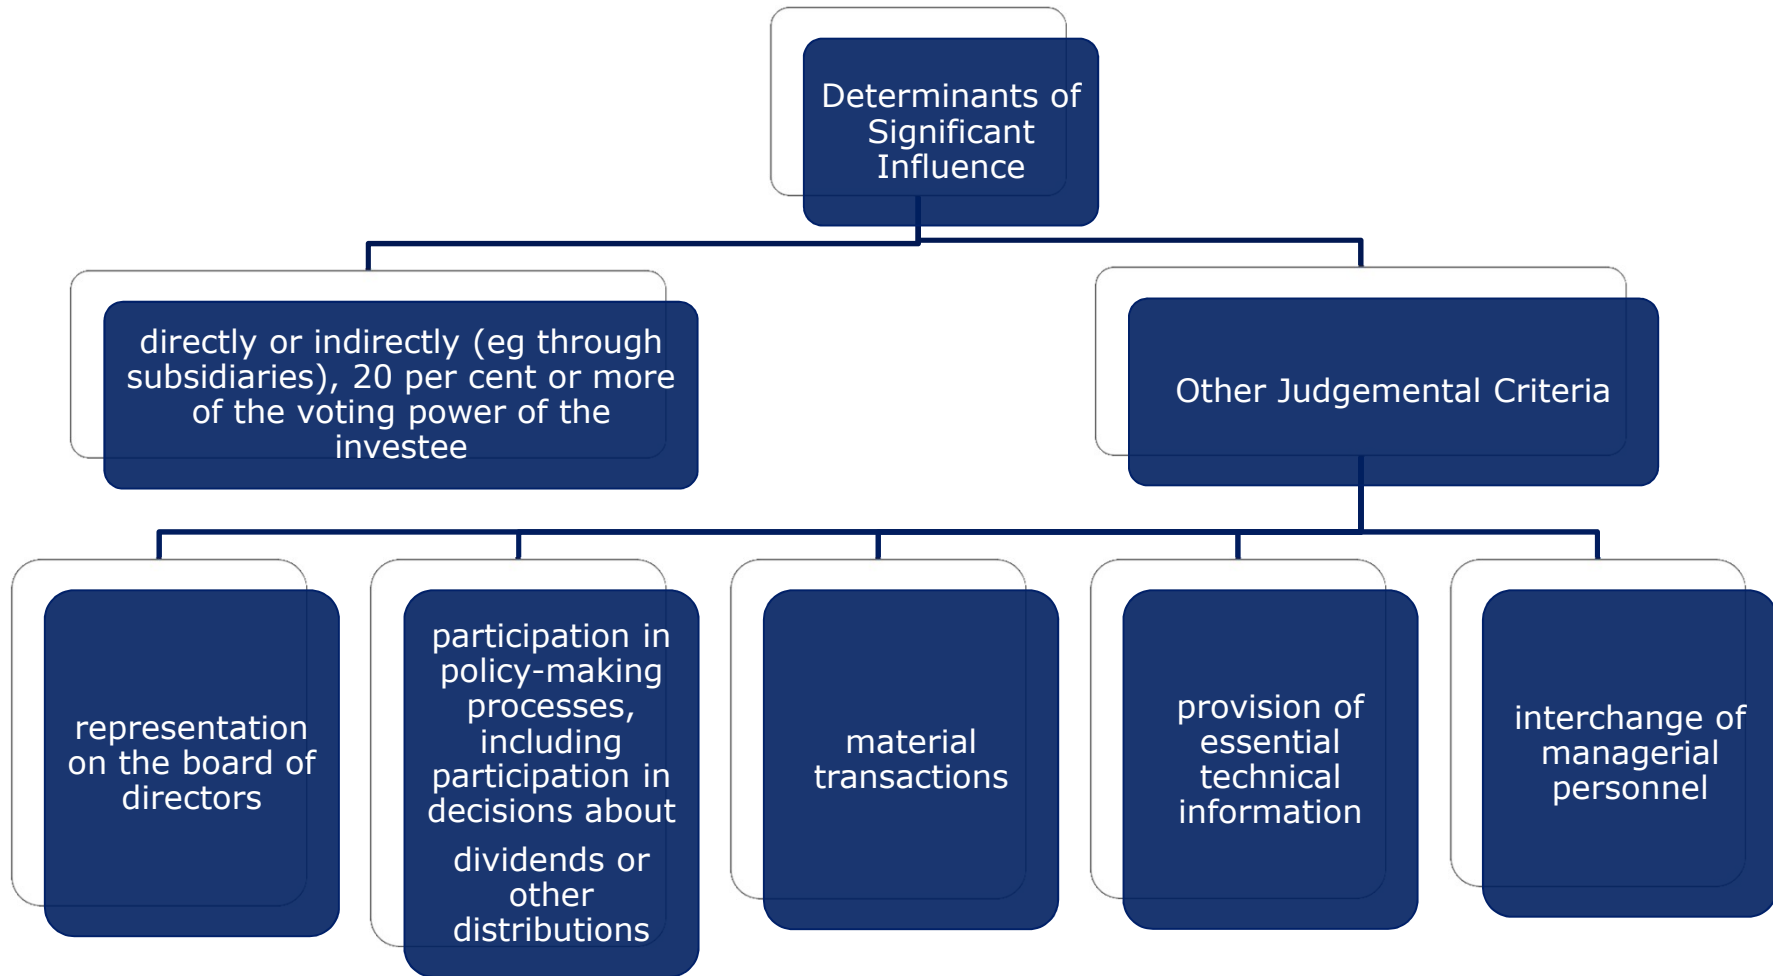 Determinants of
Significant
Influence
directly or indirectly (eg through
subsidiaries), 20 per cent or more
of the voting power of the
investee
Other Judgemental Criteria
representation
on the board of
directors
participation in
policy-making
processes,
including
participation in
decisions about
dividends or
other
distributions
material
transactions
provision of
essential
technical
information
interchange of
managerial
personnel